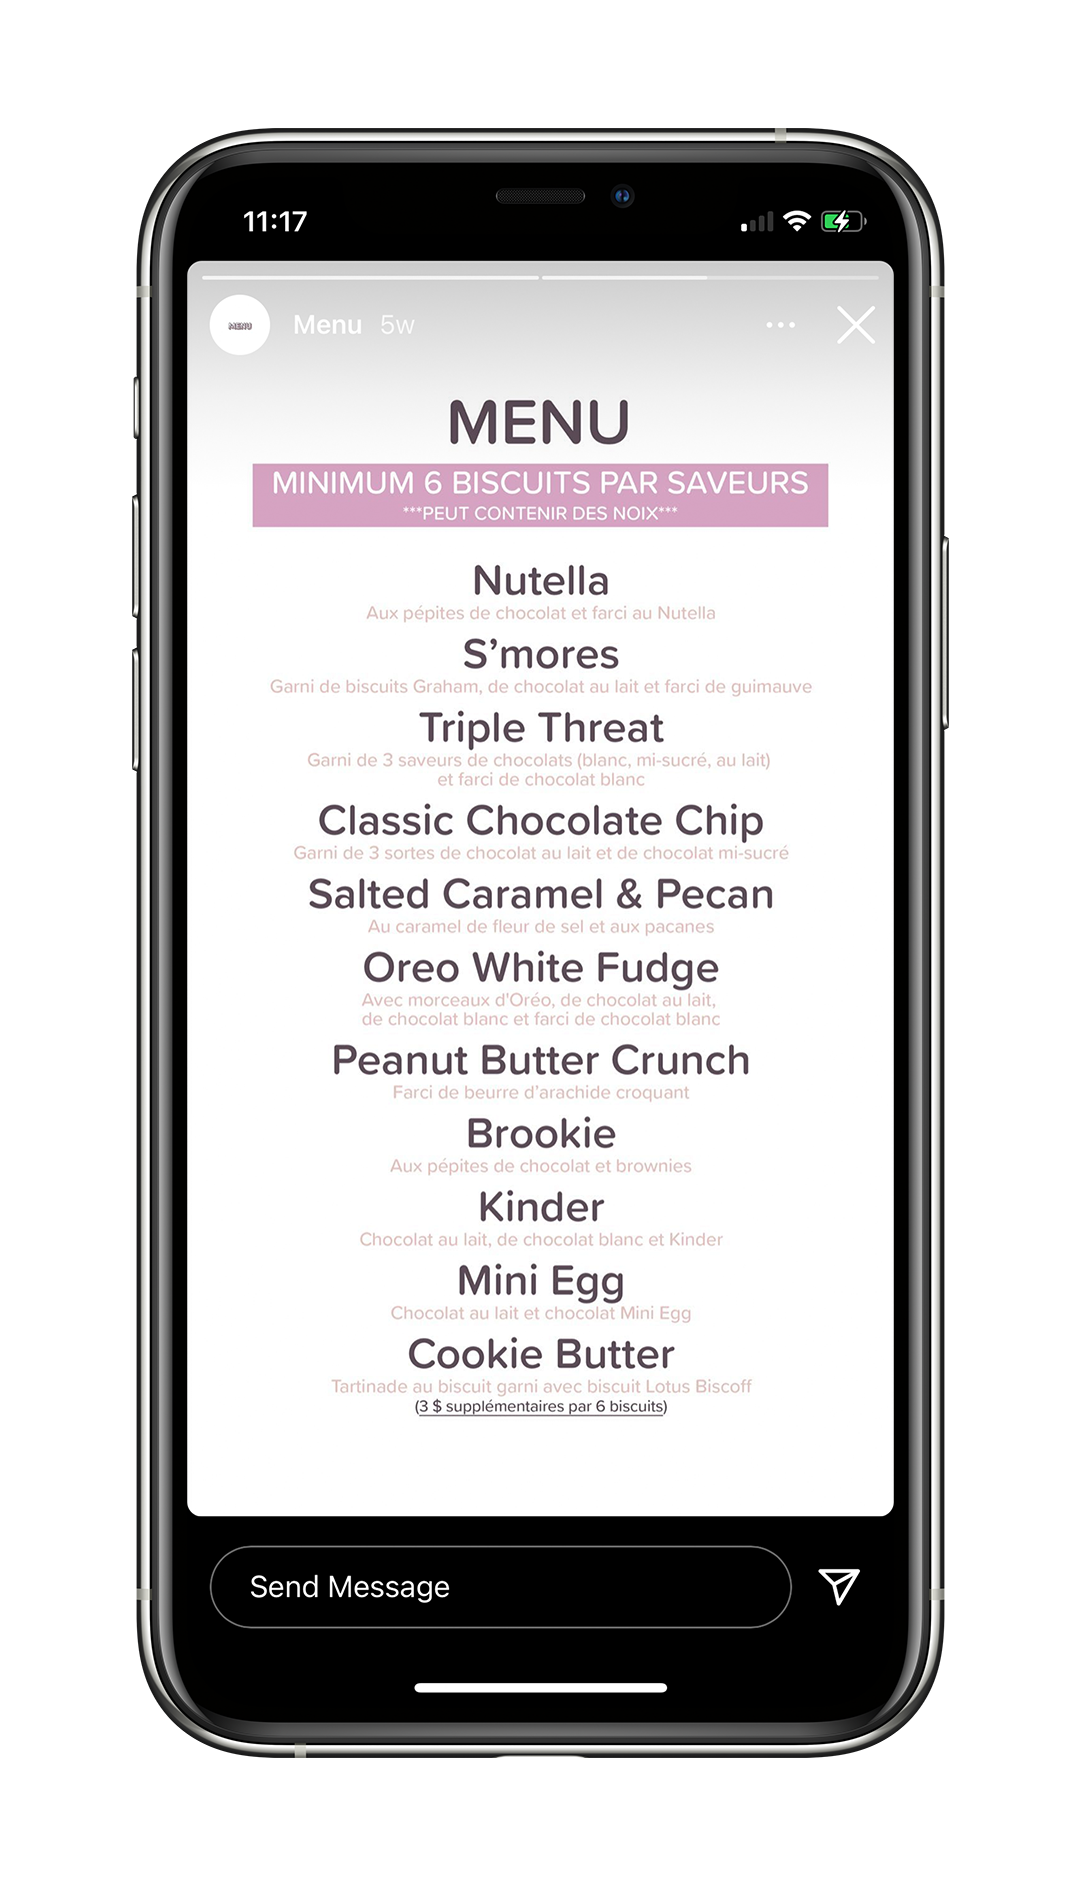 11:17
MENU
Menu 5w
MENU
MINIMUM 6 BISCUITS PAR SAVEURS
***PEUT CONTENIR DES NOIX***
Nutella
Aux pépites de chocolat et farci au Nutella
S’mores
Garni de biscuits Graham, de chocolat au lait et farci de guimauve
Triple Threat
Garni de 3 saveurs de chocolats (blanc, mi-sucré, au lait)
et farci de chocolat blanc
Classic Chocolate Chip
Garni de 3 sortes de chocolat au lait et de chocolat mi-sucré
Salted Caramel & Pecan
Au caramel de fleur de sel et aux pacanes
Oreo White Fudge
Avec morceaux d'Oréo, de chocolat au lait,
de chocolat blanc et farci de chocolat blanc
Peanut Butter Crunch
Farci de beurre d’arachide croquant
Brookie
Aux pépites de chocolat et brownies
Kinder
Chocolat au lait, de chocolat blanc et Kinder
Mini Egg
Chocolat au lait et chocolat Mini Egg
Cookie Butter
Tartinade au biscuit garni avec biscuit Lotus Biscoff
(3 $ supplémentaires par 6 biscuits)
Send Message